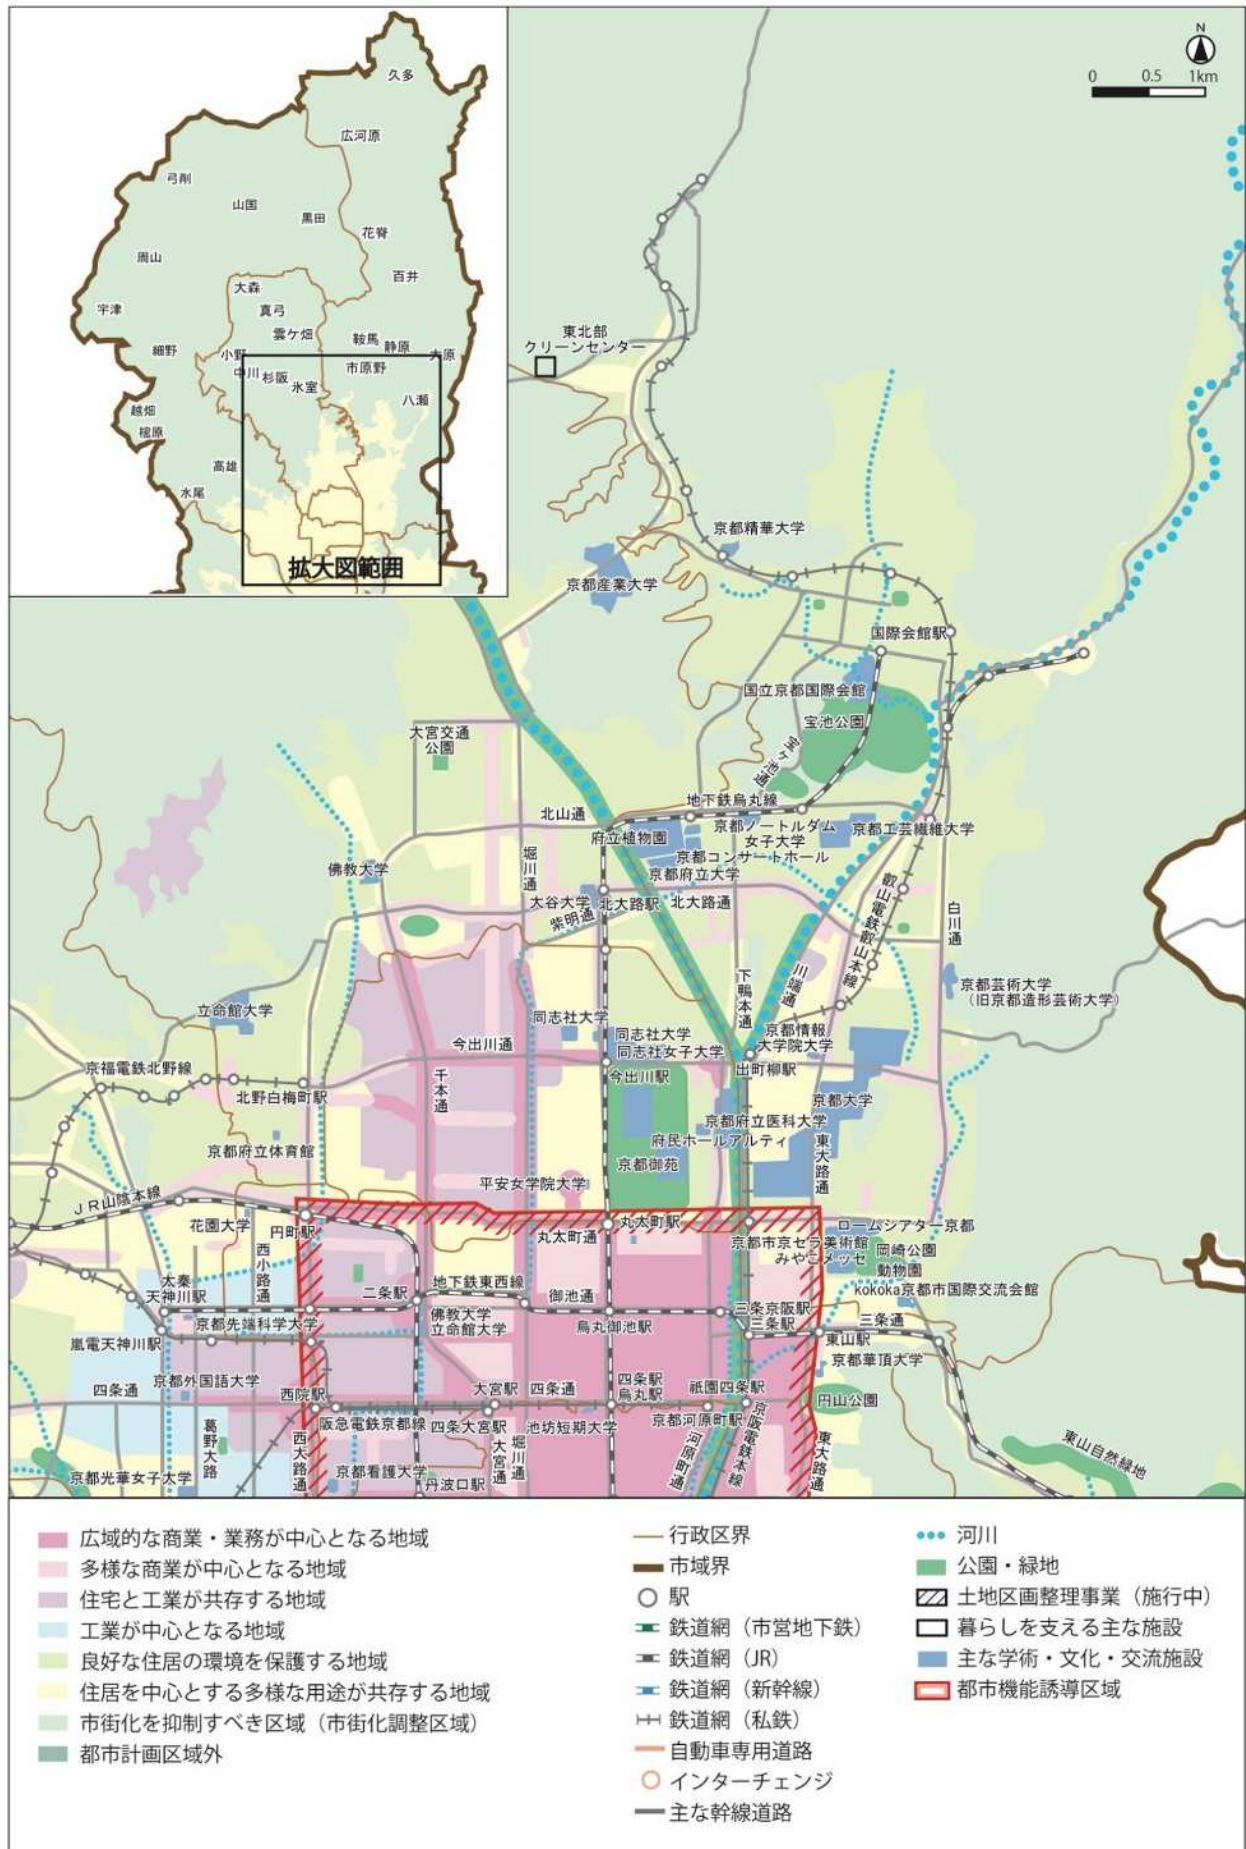 久多
広河原
弓削
山国
黒田
花脊
周山
百井
大森
宇津
真弓
雲ケ畑
鞍馬
静原
細野
小野
大原
中川
杉阪
氷室
市原野
八瀬
越畑
樒原
高雄
水尾
拡大図範囲
N
0 0.5 1km
東北部
クリーンセンター
京都精華大学
京都産業大学
国際会館駅
国立京都国際会館
宝池公園
宝ケ池通
大宮交通
公園
地下鉄烏丸線
北山通
府立植物園
京都ノートルダム
女子大学
京都工芸繊維大学
京都コンサートホール
京都府立大学
堀川通
佛教大学
大谷大学
北大路駅
北大路通
紫明通
叡山電鉄叡山本線
白川通
川端通
下鴨本通
京都芸術大学
(旧京都造形芸術大学)
立命館大学
同志社大学
同志社大学
同志社女子大学
京都情報
大学院大学
今出川通
京福電鉄北野線
出町柳駅
今出川駅
千本通
北野白梅町駅
京都大学
京都府立医科大学
府民ホールアルティ
東大路通
京都府立体育館
京都御苑
平安女学院大学
JR山陰本線
花園大学
円町駅
丸太町駅
丸太町通
ロームシアター京都
京都市京セラ美術館
みやこメッセ
岡崎公園
動物園
西小路通
太秦
天神川駅
二条駅
地下鉄東西線
御池通
kokoka京都市国際交流会館
京都先端科学大学
佛教大学
立命館大学
烏丸御池駅
三条京阪駅
三条駅
三条通
東山駅
嵐電天神川駅
京都華頂大学
京都外国語大学
四条通
西院駅
大宮駅
四条通
四条駅
烏丸駅
祇園四条駅
円山公園
阪急電鉄京都線
四条大宮駅
池坊短期大学
京都河原町駅
京阪電鉄本線
葛野大路
西大路通
大宮通
堀川通
河原町通
東大路通
東山自然緑地
京都光華女子大学
京都看護大学
丹波口駅
広域的な商業・業務が中心となる地域
多様な商業が中心となる地域
住宅と工業が共存する地域
工業が中心となる地域
良好な住居の環境を保護する地域
住居を中心とする多様な用途が共存する地域
市街化を抑制すべき区域(市街化調整区域)
都市計画区域外
行政区界
市域界
駅
鉄道網(市営地下鉄)
鉄道網(JR)
鉄道網(新幹線)
鉄道網(私鉄)
自動車専用道路
インターチェンジ
主な幹線道路
河川
公園・緑地
土地区画整理事業(施行中)
暮らしを支える主な施設
主な学術・文化・交流施設
都市機能誘導区域